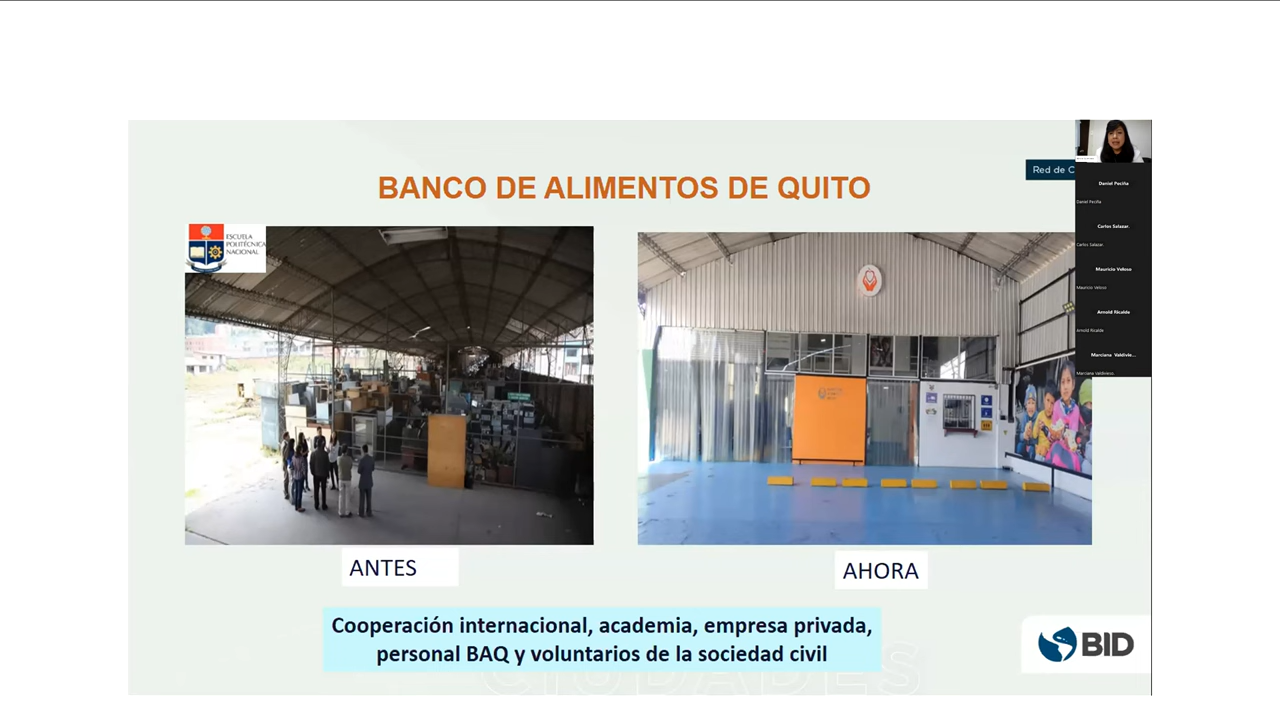 BANCO DE ALIMENTOS DE QUITO
Red de C
ESCUELA
POLITÉCNICA
NACIONAL
Daniel Peciña
Daniel Peciña
Carlos Salazar
Carlos Salazar
Mauricio Veloso
Mauricio Veloso
Arnold Ricalde
Arnold Ricalde
Marciana Valdivie...
Marciana Valdivieso
ANTES
AHORA
Cooperación internacional, academia, empresa privada,
personal BAQ y voluntarios de la sociedad civil
BID
CIUDADES